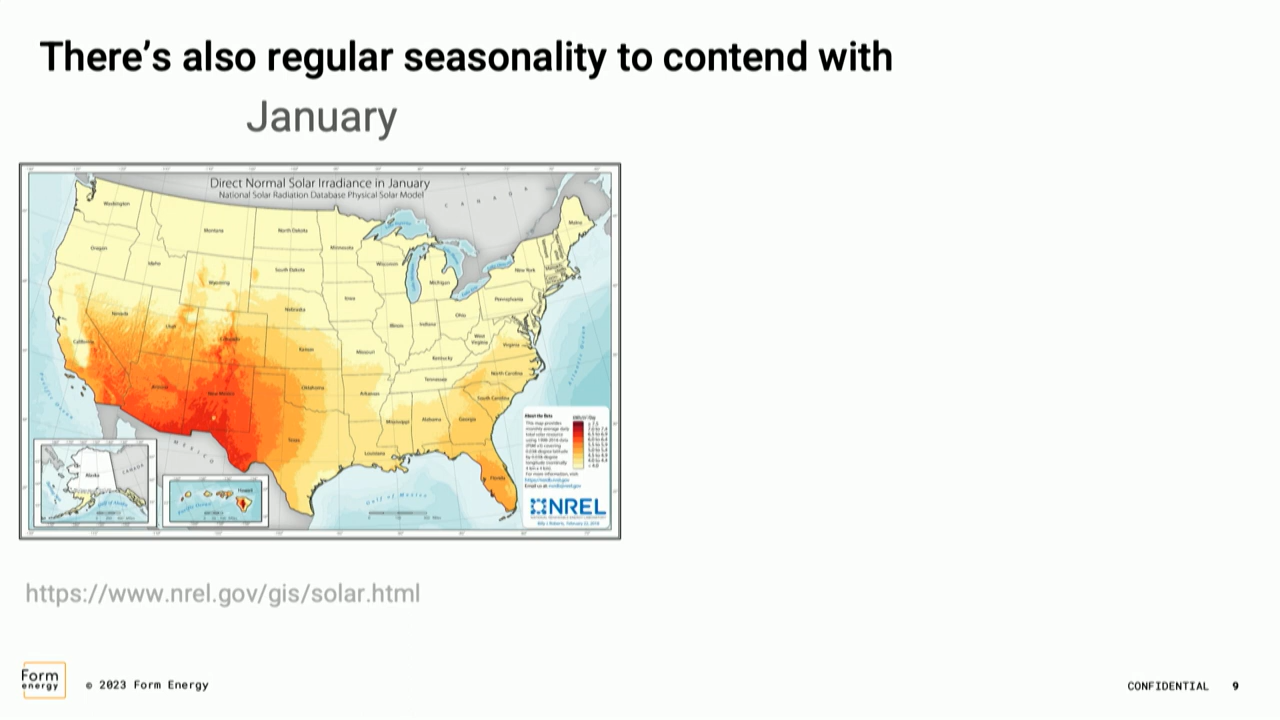 There's also regular seasonality to contend with
January
Direct Normal Solar Irradiance in January
National Solar Radiation Database Physical Solar Model
Washington
Montana
North Dakota
Minnesota
Maine
Oregon
Idaho
South Dakota
Wisconsin
New York
Wyoming
Michigan
Iowa
Pennsylvania
Nevada
Nebraska
Ohio
Utah
Colorado
Illinois
Indiana
West Virginia
Virginia
California
Kansas
Missouri
Kentucky
North Carolina
Tennessee
Arizona
New Mexico
Oklahoma
Arkansas
South Carolina
Mississippi
Alabama
Georgia
Texas
Louisiana
Florida
MEXICO
Alaska
CANADA
Hawaii
Gulf of Mexico
Pacific Ocean
Atlantic Ocean
About the Data
NREL
https://www.nrel.gov/gis/solar.html
Form
energy
© 2023 Form Energy
CONFIDENTIAL 9